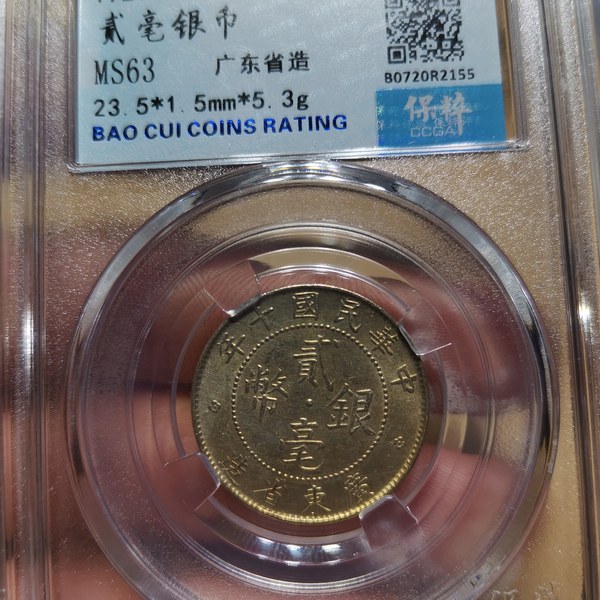 贰毫银币
MS63 广东省造
23.5*1.5mm*5.3g
BAO CUI COINS RATING
B0720R2155
保粹
CCGA
中華民國十年
貳毫銀幣
廣東省造